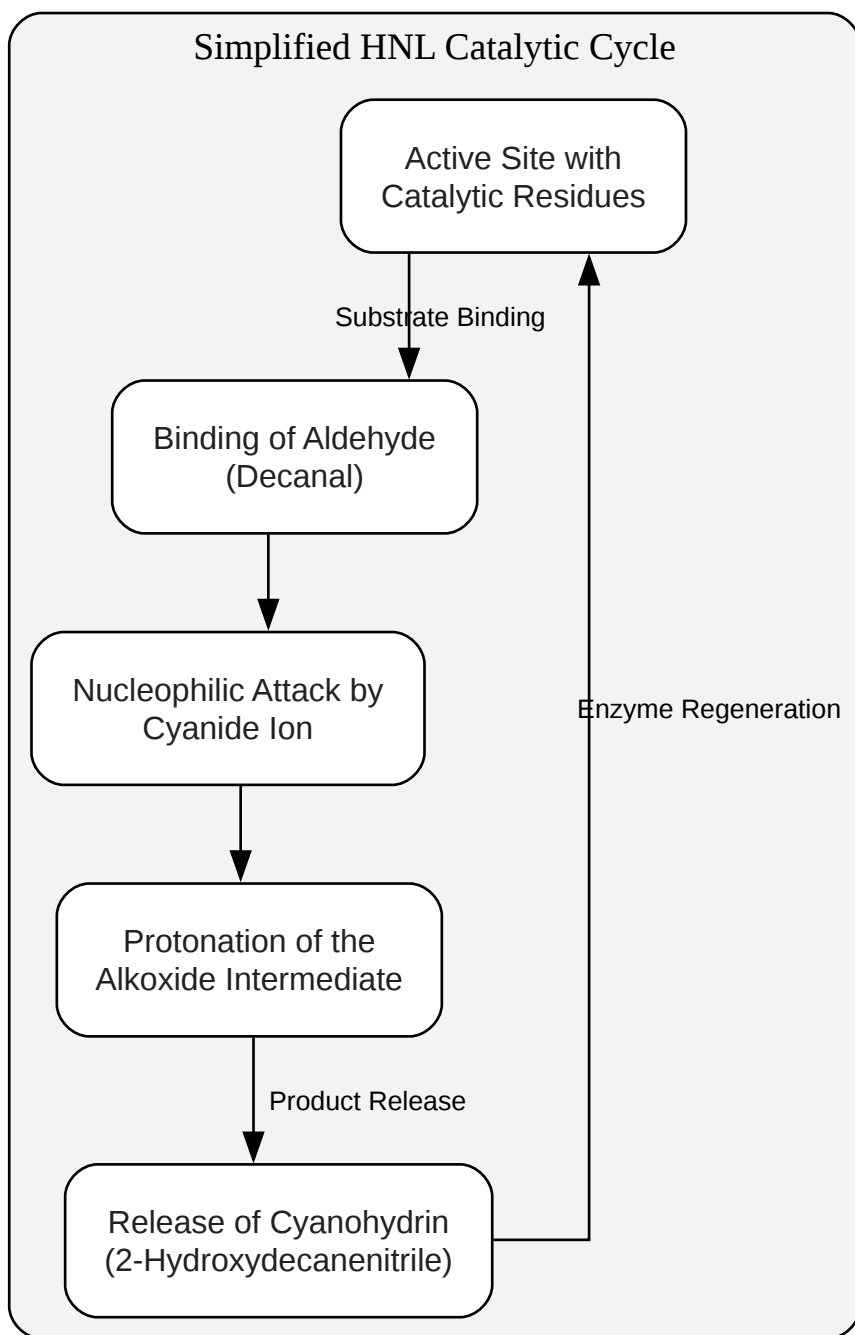 Simplified HNL Catalytic Cycle
Active Site with
Catalytic Residues
Substrate Binding
Binding of Aldehyde
(Decanal)
Nucleophilic Attack by
Cyanide Ion
Enzyme Regeneration
Protonation of the
Alkoxide Intermediate
Product Release
Release of Cyanohydrin
(2-Hydroxydecanenitrile)